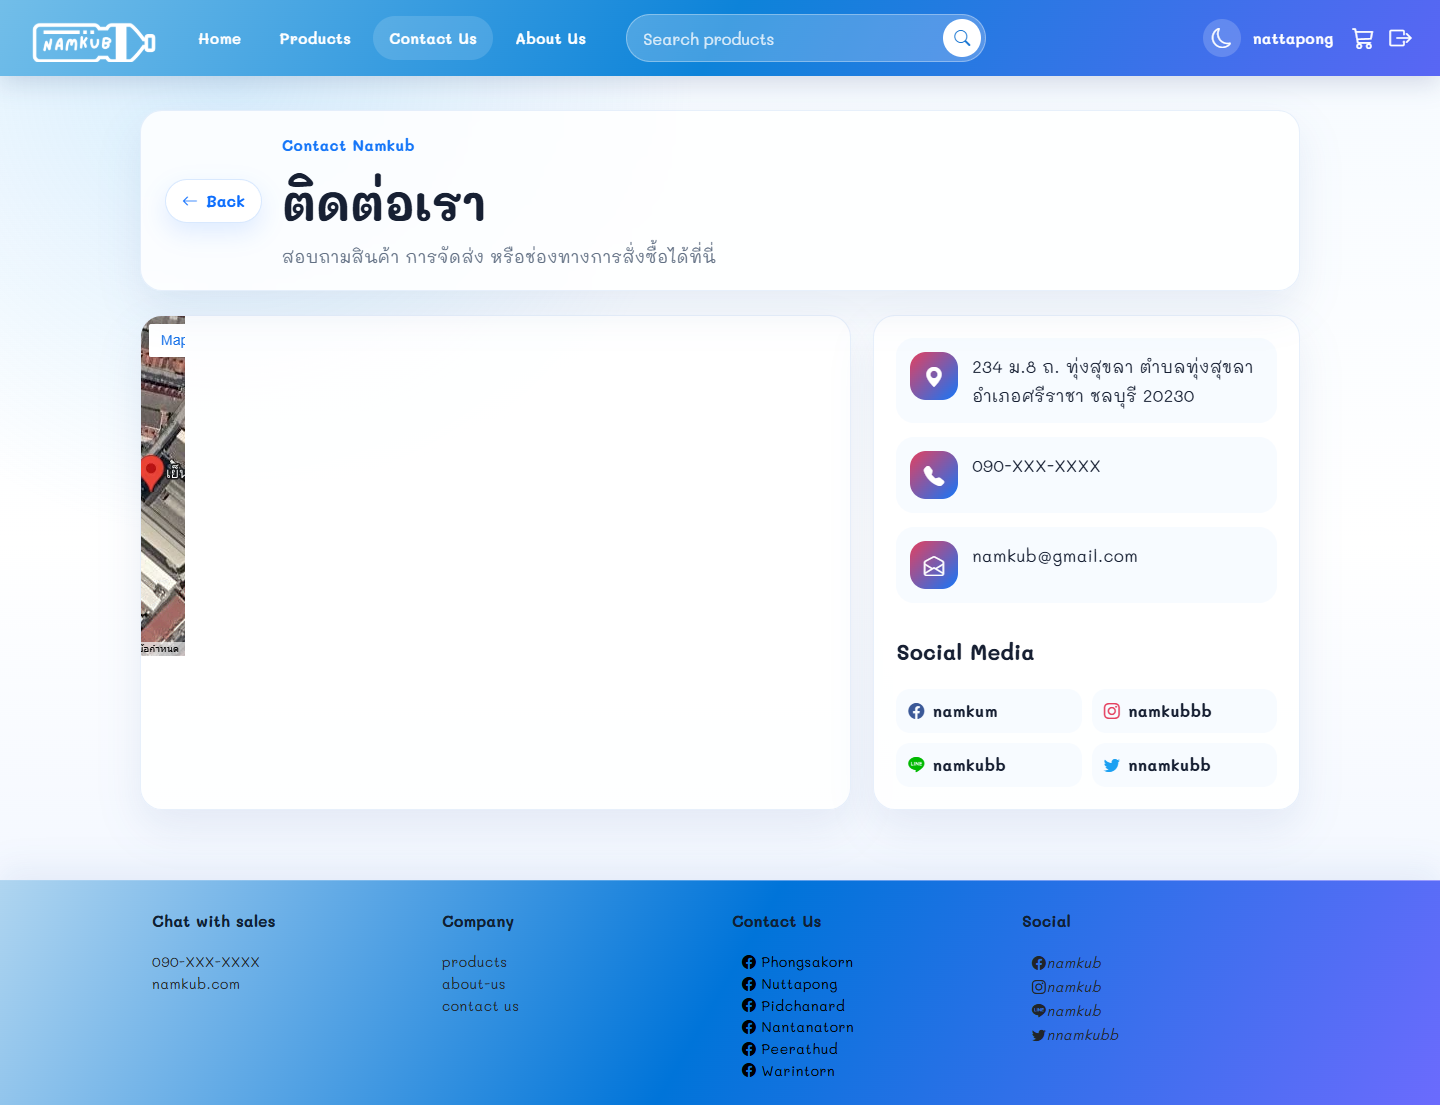 NAMKUB
Home
Products
Contact Us
About Us
Search products
nattapong
Contact Namkub
Back
ติดต่อเรา
สอบถามสินค้า การจัดส่ง หรือช่องทางการสั่งซื้อได้ที่นี่
Map
234 ม.8 ถ. ทุ่งสุขลา ตำบลทุ่งสุขลา
อำเภอศรีราชา ชลบุรี 20230
090-XXX-XXXX
namkub@gmail.com
Social Media
namkum
namkubbb
namkubb
nnamkubb
Chat with sales
090-XXX-XXXX
namkub.com
Company
products
about-us
contact us
Contact Us
Phongsakorn
Nuttapong
Pidchanard
Nantanatorn
Peerathud
Warintorn
Social
namkub
namkub
namkub
nnamkubb